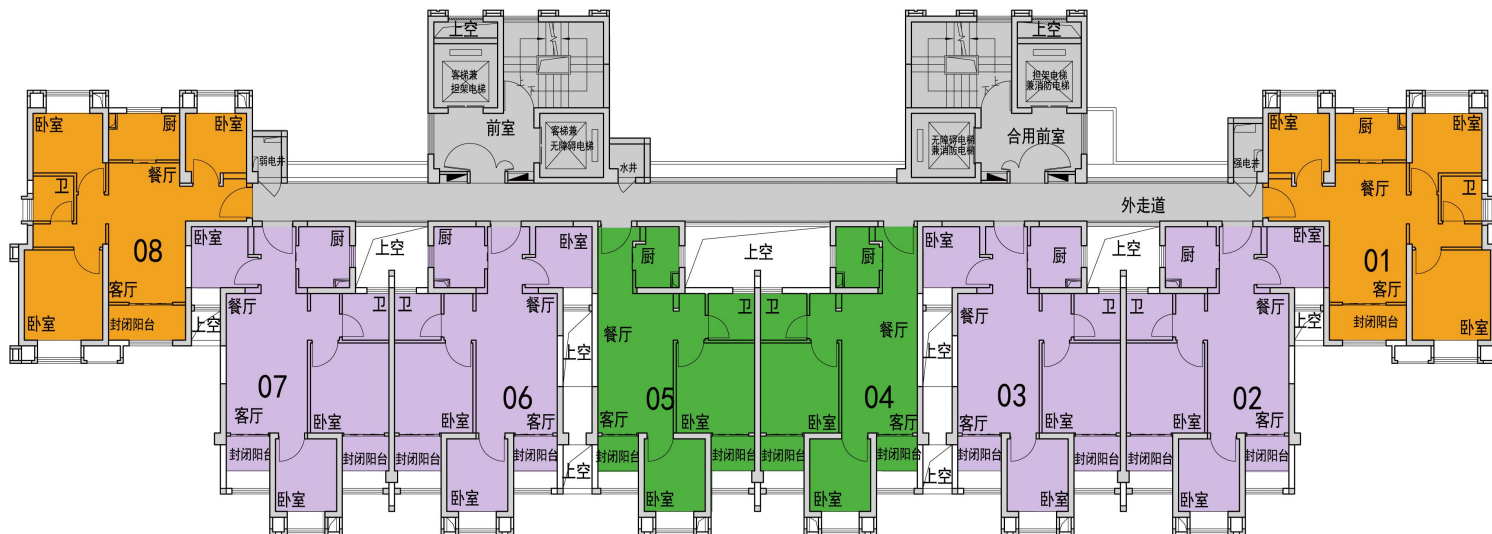 上空
客梯兼
担架电梯
上
下
前室
客梯兼
无障碍电梯
水井
上空
担架电梯
兼消防电梯
上
下
合用前室
无障碍电梯
兼消防电梯
强电井
弱电井
外走道
卧室
厨
卧室
餐厅
卫
08
客厅
卧室
封闭阳台
上空
卧室
厨
餐厅
卫
07
客厅
卧室
封闭阳台
卧室
封闭阳台
上空
厨
卧室
卫
餐厅
06
卧室
客厅
封闭阳台
卧室
封闭阳台
上空
上空
厨
餐厅
卫
05
客厅
卧室
封闭阳台
卧室
封闭阳台
上空
厨
卫
餐厅
04
卧室
客厅
封闭阳台
卧室
封闭阳台
上空
上空
卧室
厨
餐厅
卫
03
客厅
卧室
封闭阳台
卧室
封闭阳台
上空
厨
卧室
卫
餐厅
02
卧室
客厅
封闭阳台
卧室
封闭阳台
上空
卧室
厨
卧室
餐厅
卫
01
客厅
封闭阳台
卧室